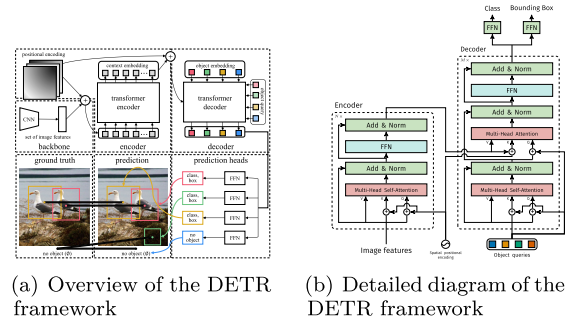 positional encoding
CNN
set of image features
backbone
context embedding
transformer
encoder
encoder
object embedding
transformer
decoder
decoder
ground truth
prediction
prediction heads
class,
box
FFN
class,
box
FFN
class,
box
FFN
no
object
FFN
no object (Ø)
no object (Ø)
(a) Overview of the DETR
framework
Class
Bounding Box
FFN
FFN
Decoder
Add & Norm
FFN
Add & Norm
Multi-Head Attention
V K Q
Add & Norm
Multi-Head Self-Attention
V K Q
Encoder
Add & Norm
FFN
Add & Norm
Multi-Head Self-Attention
V K Q
Image features
Spatial positional
encoding
Object queries
(b) Detailed diagram of the
DETR framework